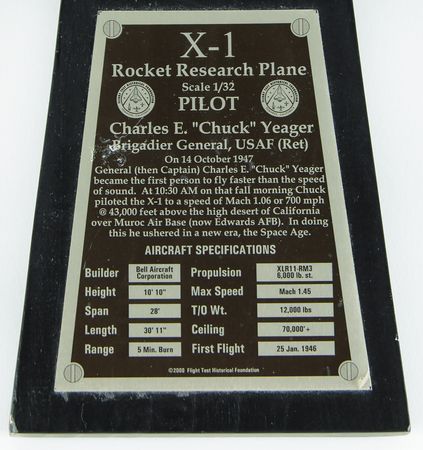 X-1
Rocket Research Plane
Scale 1/32
PILOT
Charles E. "Chuck" Yeager
Brigadier General, USAF (Ret)
On 14 October 1947
General (then Captain) Charles E. "Chuck" Yeager
became the first person to fly faster than the speed
of sound. At 10:30 AM on that fall morning Chuck
piloted the X-1 to a speed of Mach 1.06 or 700 mph
@ 43,000 feet above the high desert of California
over Muroc Air Base (now Edwards AFB). In doing
this he ushered in a new era, the Space Age.
AIRCRAFT SPECIFICATIONS
Builder Bell Aircraft Corporation Propulsion XLR11-RM3 6,000 lb. st.
Height 10' 10" Max Speed Mach 1.45
Span 28' T/O Wt. 12,000 lbs
Length 30' 11" Ceiling 70,000'+
Range 5 Min. Burn First Flight 25 Jan. 1946
©2000 Flight Test Historical Foundation